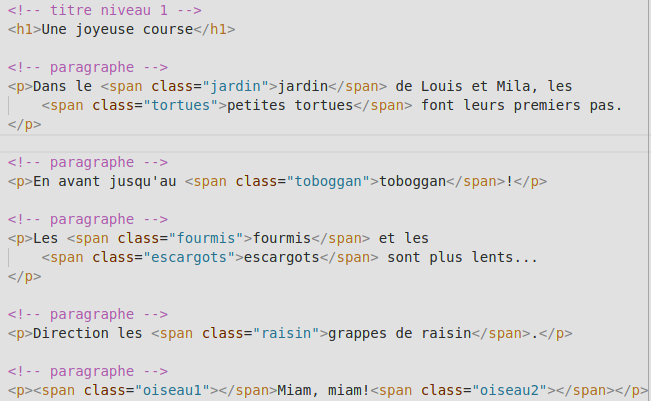 <!-- titre niveau 1 -->
<h1>Une joyeuse course</h1>
<!-- paragraphe -->
<p>Dans le <span class="jardin">jardin</span> de Louis et Mila, les
<span class="tortues">petites tortues</span> font leurs premiers pas.
</p>
<!-- paragraphe -->
<p>En avant jusqu'au <span class="toboggan">toboggan</span>!</p>
<!-- paragraphe -->
<p>Les <span class="fourmis">fourmis</span> et les
<span class="escargots">escargots</span> sont plus lents...
</p>
<!-- paragraphe -->
<p>Direction les <span class="raisin">grappes de raisin</span>.</p>
<!-- paragraphe -->
<p><span class="oiseau1"></span>Miam, miam!<span class="oiseau2"></span></p>